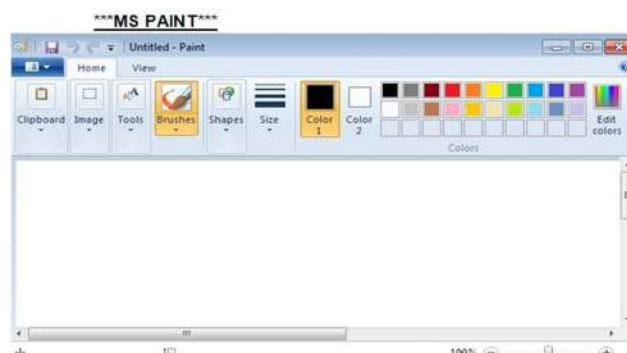 ***MS PAINT***
Untitled - Paint
Home View
Clipboard Image Tools Brushes Shapes Size Color 1 Color 2 Edit colors
Colors
100%